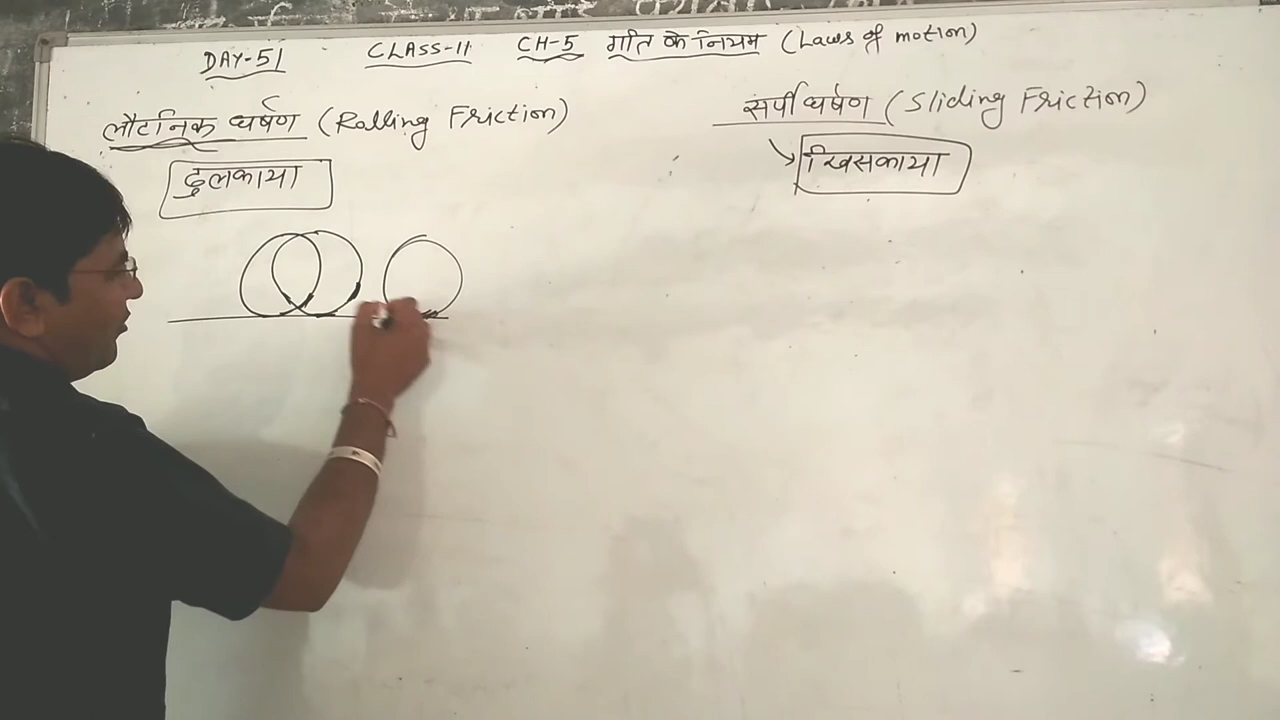 DAY-51 CLASS-11 CH-5 गति के नियम (Laws of motion)
लौटनिक घर्षण (Rolling Friction)
ढुलकाया
सर्पी घर्षण (Sliding Friction)
खिसकाया